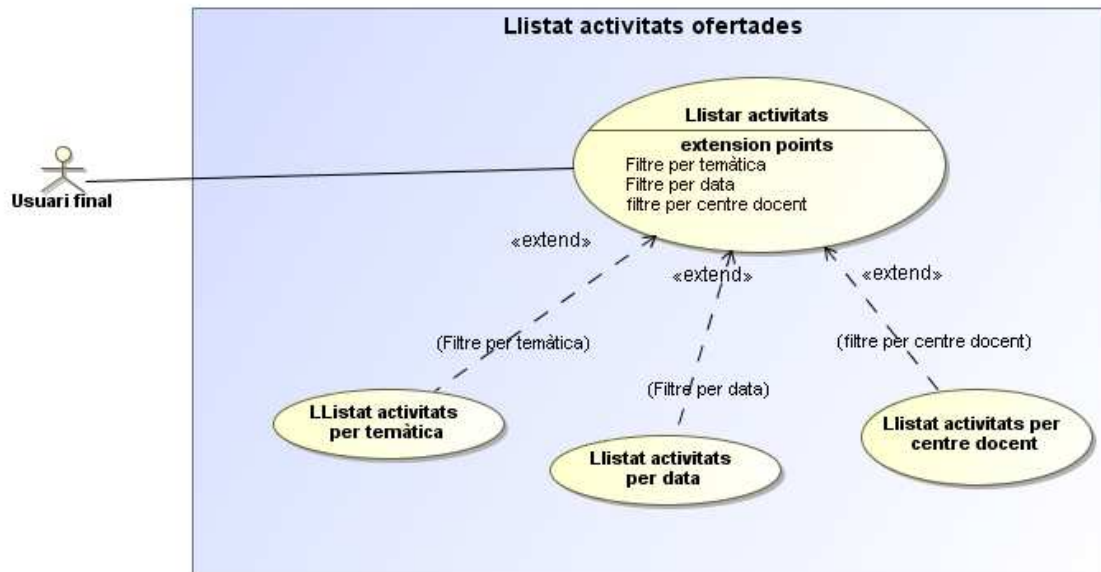 Llistat activitats ofertades
Llistar activitats
extension points
Filtre per temàtica
Filtre per data
filtre per centre docent
Usuari final
«extend»
«extend»
«extend»
(Filtre per temàtica)
(Filtre per data)
(filtre per centre docent)
LListat activitats
per temàtica
Llistat activitats
per data
Llistat activitats per
centre docent